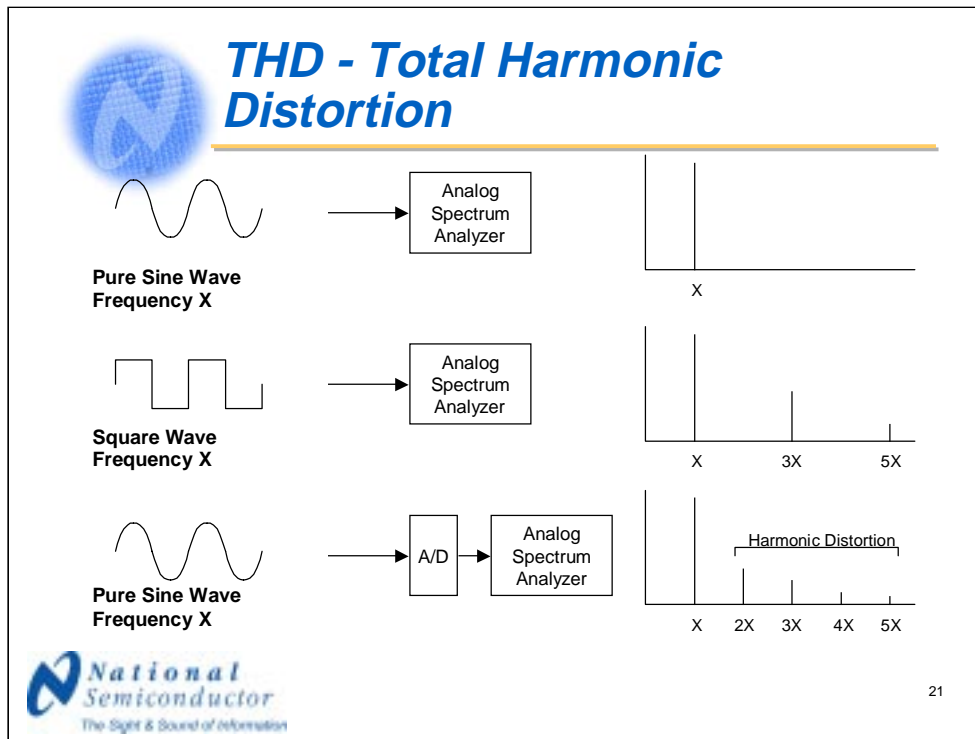 THD - Total Harmonic
Distortion
Analog
Spectrum
Analyzer
Pure Sine Wave
Frequency X
X
Analog
Spectrum
Analyzer
Square Wave
Frequency X
X 3X 5X
A/D
Analog
Spectrum
Analyzer
Harmonic Distortion
Pure Sine Wave
Frequency X
X 2X 3X 4X 5X
National
Semiconductor
The Sight & Sound of Information
21